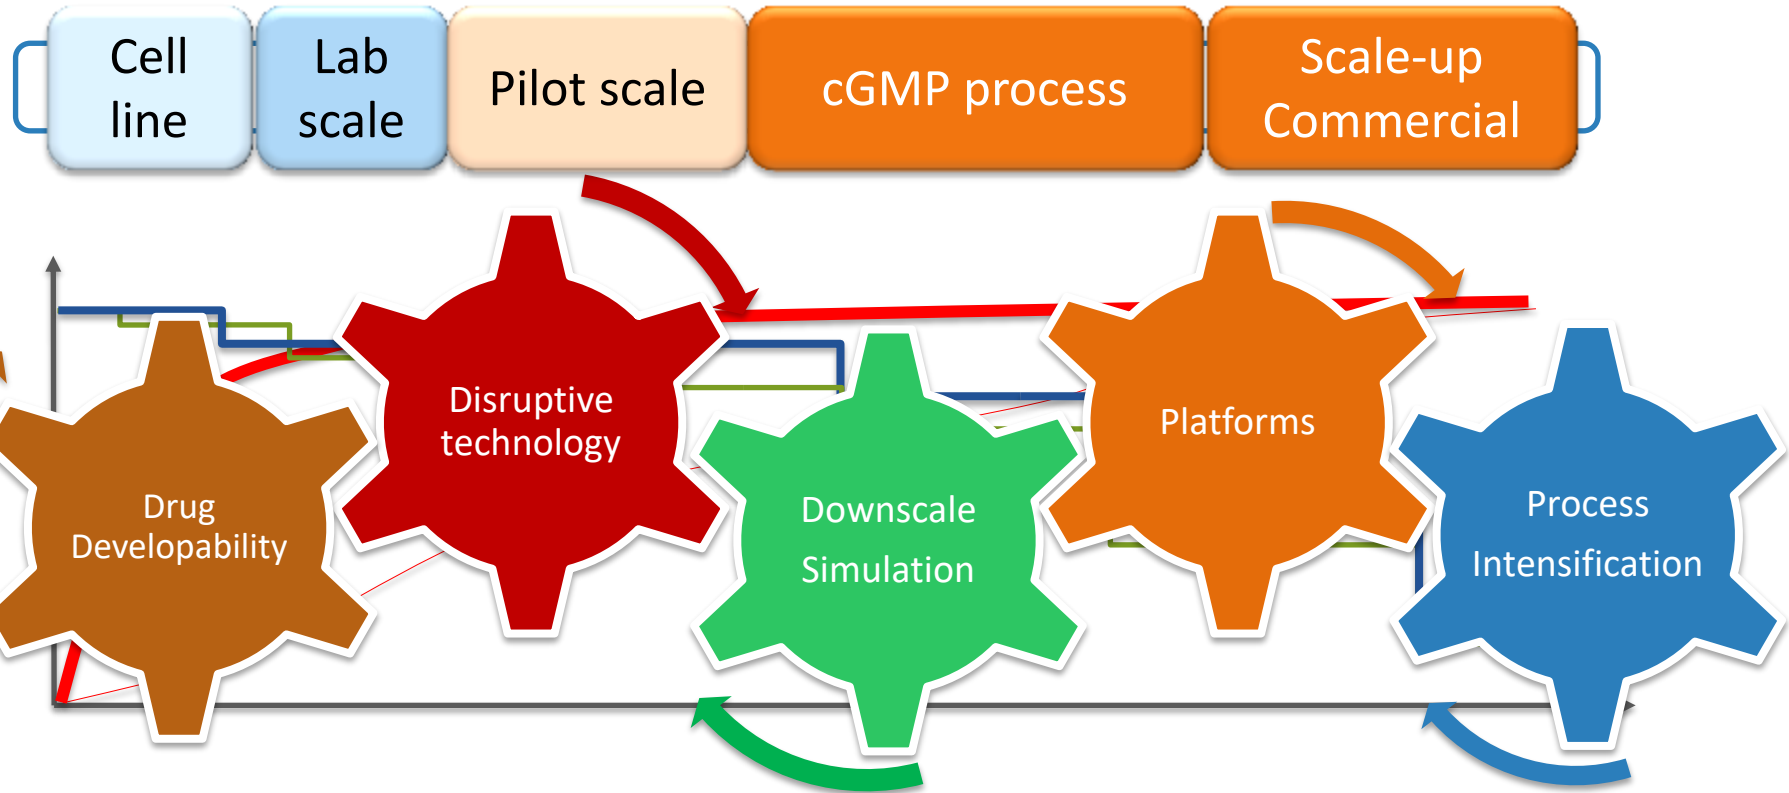 Cell
line
Lab
scale
Pilot scale
cGMP process
Scale-up
Commercial
Drug
Developability
Disruptive
technology
Downscale
Simulation
Platforms
Process
Intensification